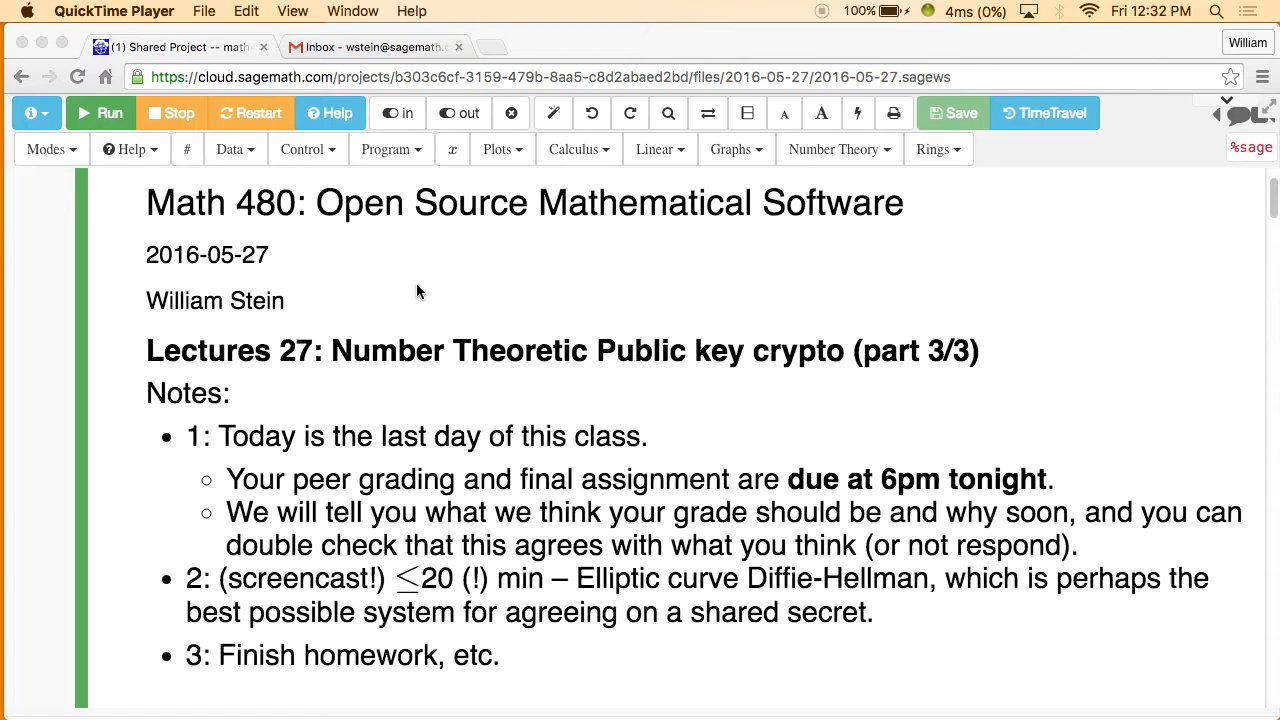 QuickTime Player File Edit View Window Help 100% 4ms (0%) Fri 12:32 PM
(1) Shared Project -- math Inbox - wstein@sagemath.c William
https://cloud.sagemath.com/projects/b303c6cf-3159-479b-8aa5-c8d2abaed2bd/files/2016-05-27/2016-05-27.sagews
Run Stop Restart Help in out A A Save TimeTravel
Modes Help # Data Control Program x Plots Calculus Linear Graphs Number Theory Rings %sage
Math 480: Open Source Mathematical Software
2016-05-27
William Stein
Lectures 27: Number Theoretic Public key crypto (part 3/3)
Notes:
• 1: Today is the last day of this class.
○ Your peer grading and final assignment are due at 6pm tonight.
○ We will tell you what we think your grade should be and why soon, and you can
double check that this agrees with what you think (or not respond).
• 2: (screencast!) ≤20 (!) min – Elliptic curve Diffie-Hellman, which is perhaps the
best possible system for agreeing on a shared secret.
• 3: Finish homework, etc.